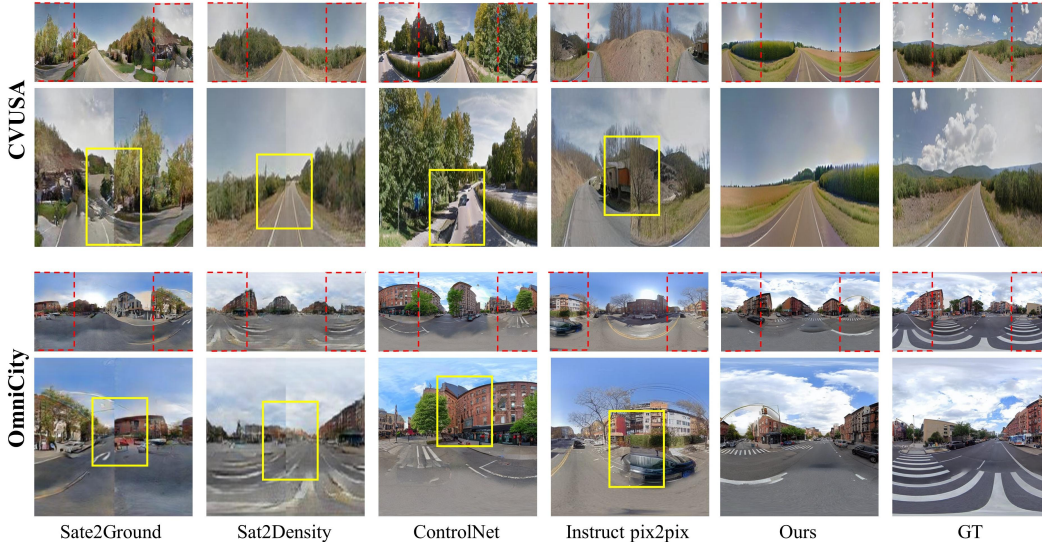 CVUSA
OmniCity
Sate2Ground
Sat2Density
ControlNet
Instruct pix2pix
Ours
GT